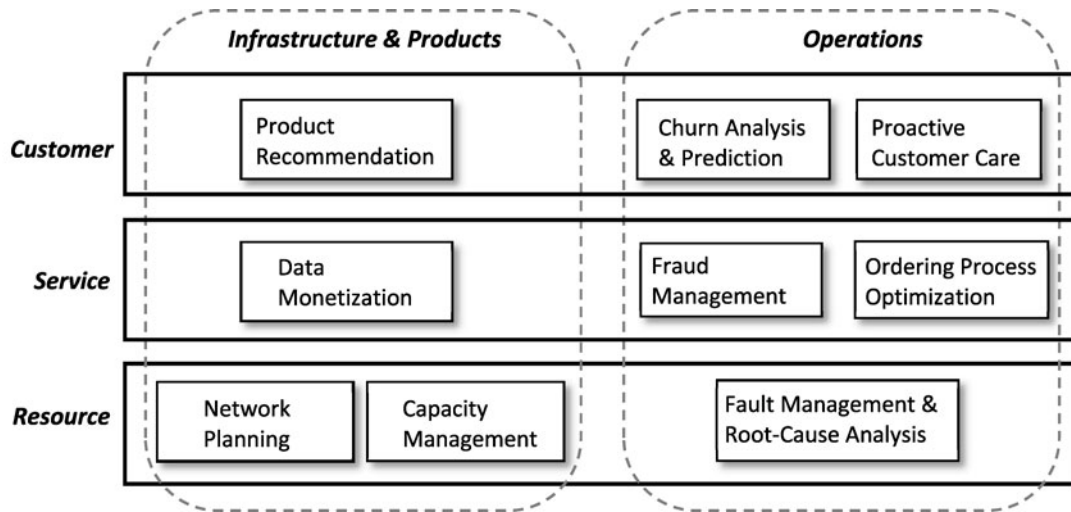 Infrastructure & Products
Operations
Customer
Product
Recommendation
Churn Analysis
& Prediction
Proactive
Customer Care
Service
Data
Monetization
Fraud
Management
Ordering Process
Optimization
Resource
Network
Planning
Capacity
Management
Fault Management &
Root-Cause Analysis